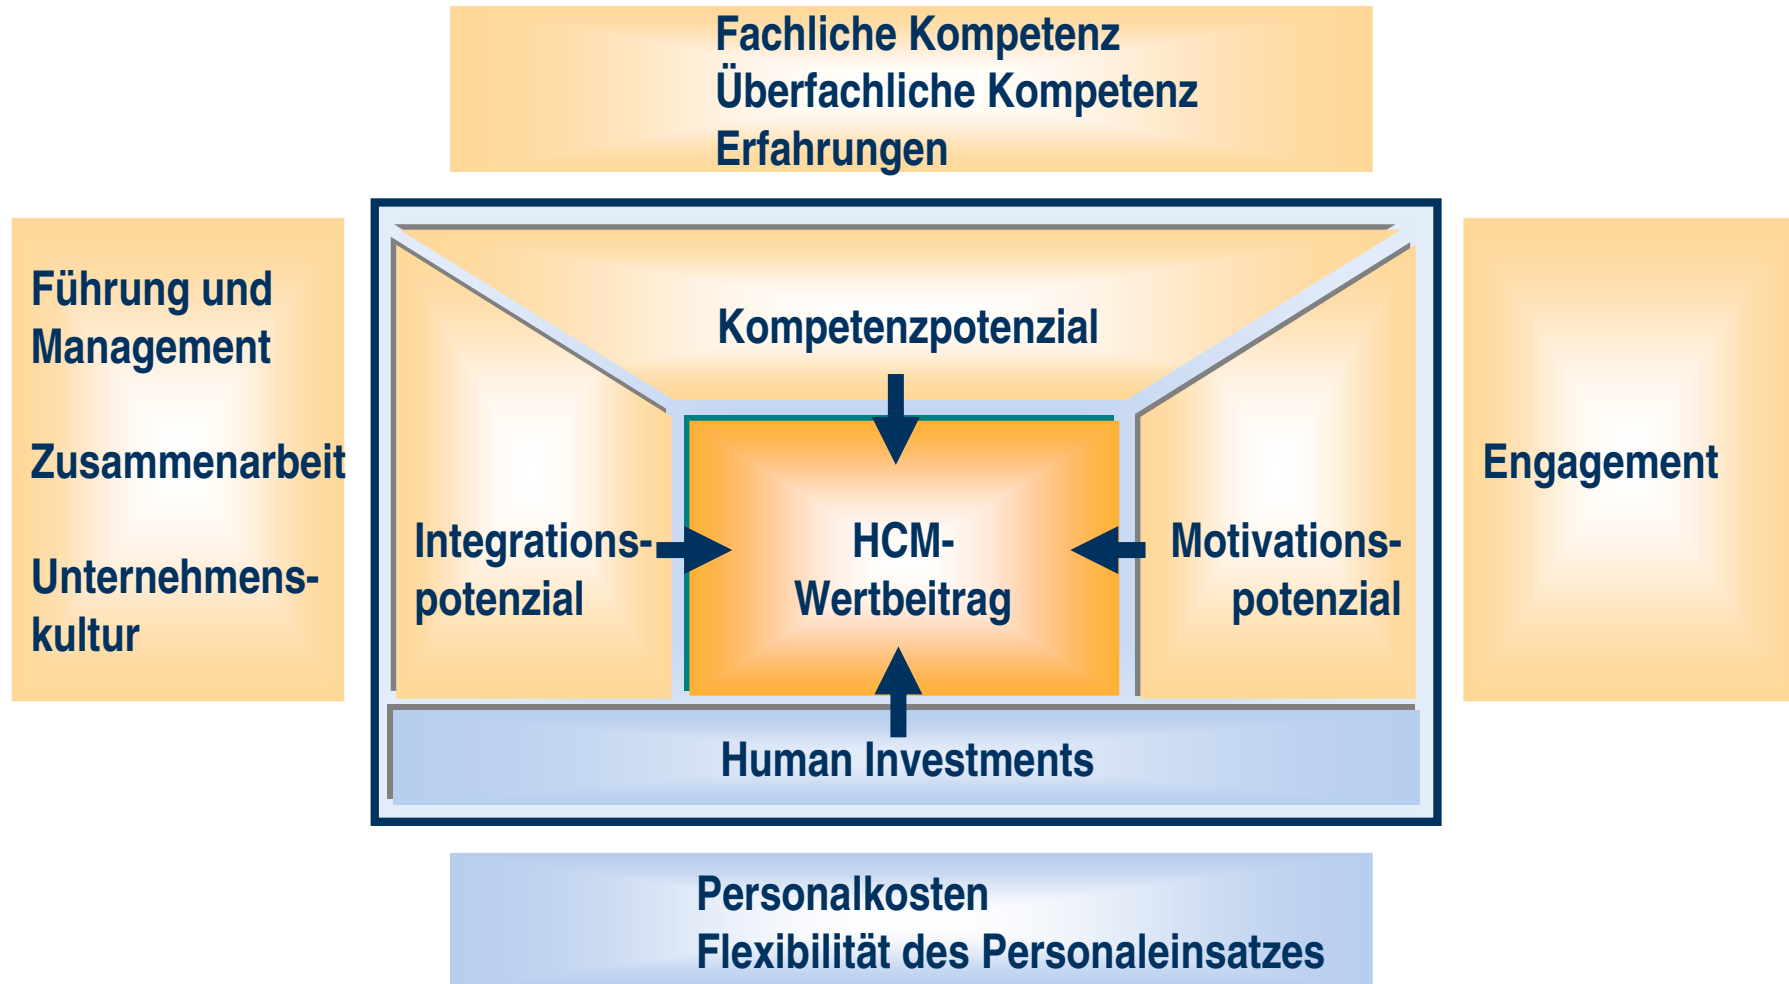 Fachliche Kompetenz
Überfachliche Kompetenz
Erfahrungen
Führung und
Management
Zusammenarbeit
Unternehmens-
kultur
Kompetenzpotenzial
Integrations-
potenzial
HCM-
Wertbeitrag
Motivations-
potenzial
Engagement
Human Investments
Personalkosten
Flexibilität des Personaleinsatzes